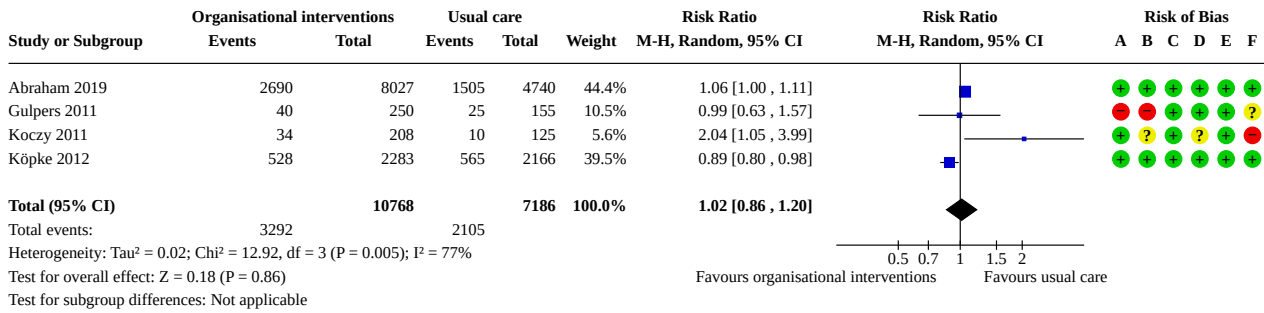 Organisational interventions Usual care Risk Ratio Risk Ratio Risk of Bias
Study or Subgroup Events Total Events Total Weight M-H, Random, 95% CI M-H, Random, 95% CI A B C D E F
Abraham 2019 2690 8027 1505 4740 44.4% 1.06 [1.00 , 1.11] + + + + + +
Gulpers 2011 40 250 25 155 10.5% 0.99 [0.63 , 1.57] − − + + + ?
Koczy 2011 34 208 10 125 5.6% 2.04 [1.05 , 3.99] + ? + ? + −
Köpke 2012 528 2283 565 2166 39.5% 0.89 [0.80 , 0.98] + + + + + +
Total (95% CI) 10768 7186 100.0% 1.02 [0.86 , 1.20]
Total events: 3292 2105
Heterogeneity: Tau² = 0.02; Chi² = 12.92, df = 3 (P = 0.005); I² = 77%
0.5 0.7 1 1.5 2
Test for overall effect: Z = 0.18 (P = 0.86) Favours organisational interventions Favours usual care
Test for subgroup differences: Not applicable